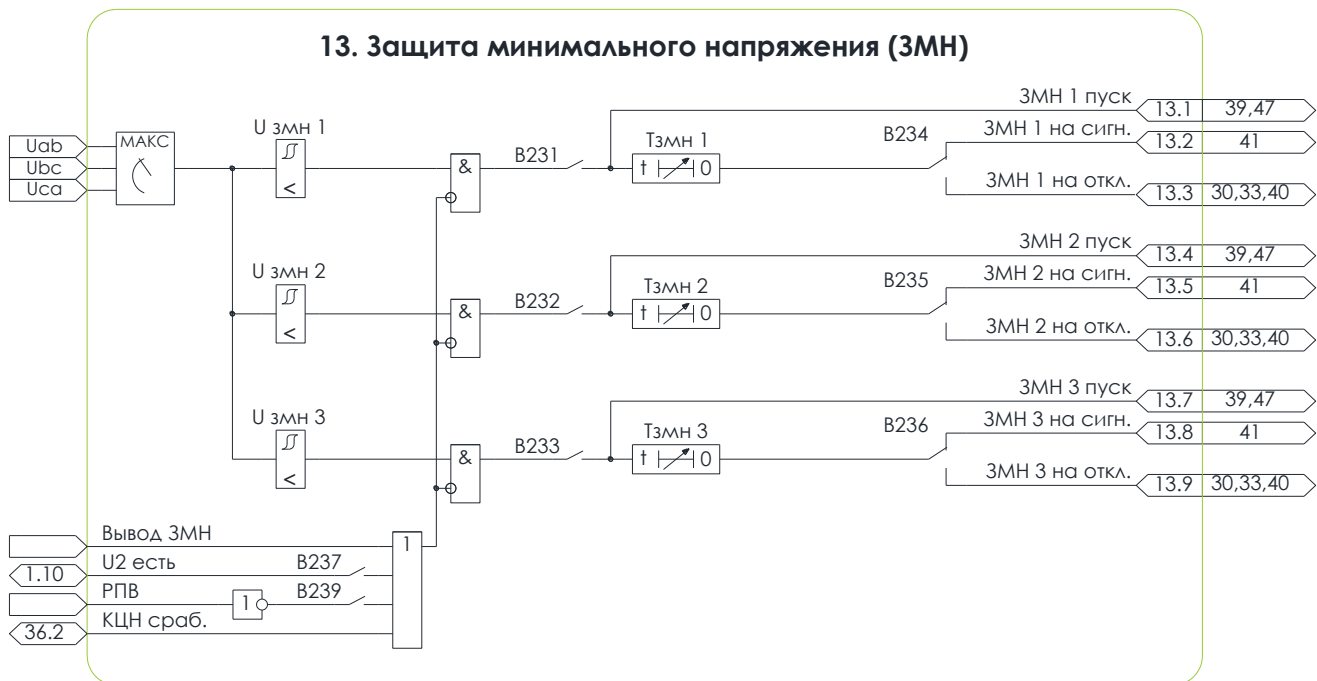 13. Защита минимального напряжения (ЗМН)
ЗМН 1 пуск
13.1 39,47
Uab
Ubc
Uca
МАКС
U змн 1
<
&
В231
Тзмн 1
t 0
В234
ЗМН 1 на сигн.
13.2 41
ЗМН 1 на откл.
13.3 30,33,40
ЗМН 2 пуск
13.4 39,47
U змн 2
<
&
В232
Тзмн 2
t 0
В235
ЗМН 2 на сигн.
13.5 41
ЗМН 2 на откл.
13.6 30,33,40
ЗМН 3 пуск
13.7 39,47
U змн 3
<
&
В233
Тзмн 3
t 0
В236
ЗМН 3 на сигн.
13.8 41
ЗМН 3 на откл.
13.9 30,33,40
Вывод ЗМН
1
1.10 U2 есть В237
РПВ 1 В239
36.2 КЦН сраб.